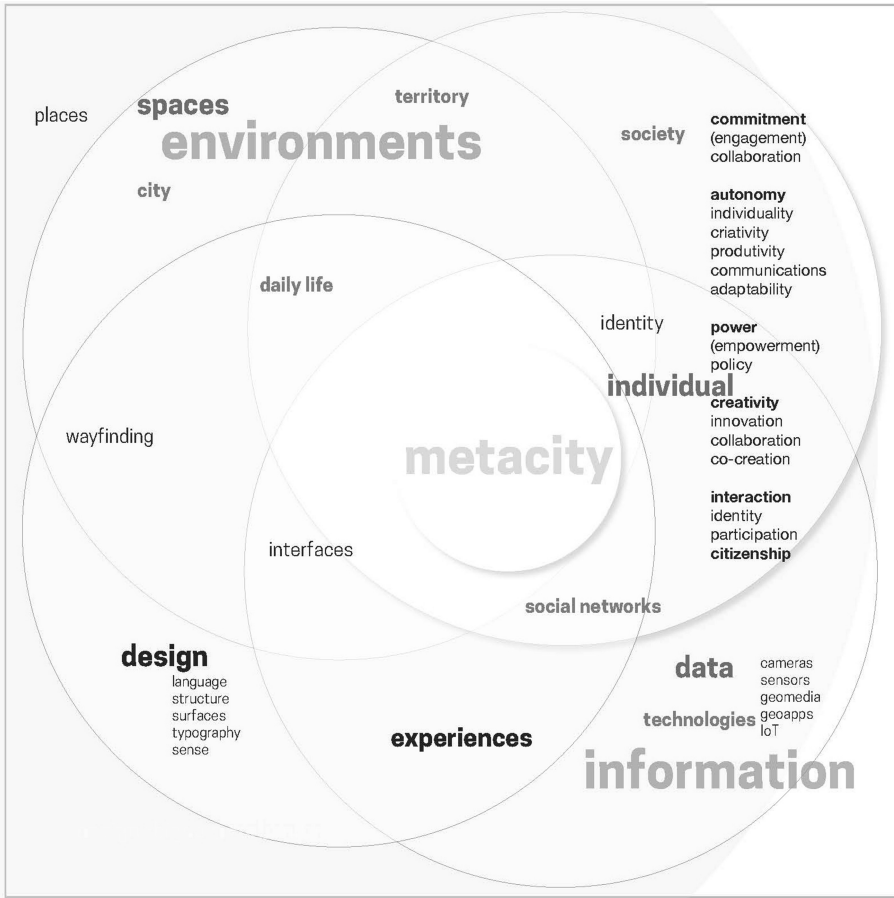 places
spaces
environments
city
territory
society
commitment
(engagement)
collaboration
autonomy
individuality
criativity
produtivity
communications
adaptability
daily life
identity
power
(empowerment)
policy
individual
creativity
innovation
collaboration
co-creation
wayfinding
metacity
interaction
identity
participation
citizenship
interfaces
social networks
design
language
structure
surfaces
typography
sense
experiences
data
cameras
sensors
geomedia
geoapps
IoT
technologies
information